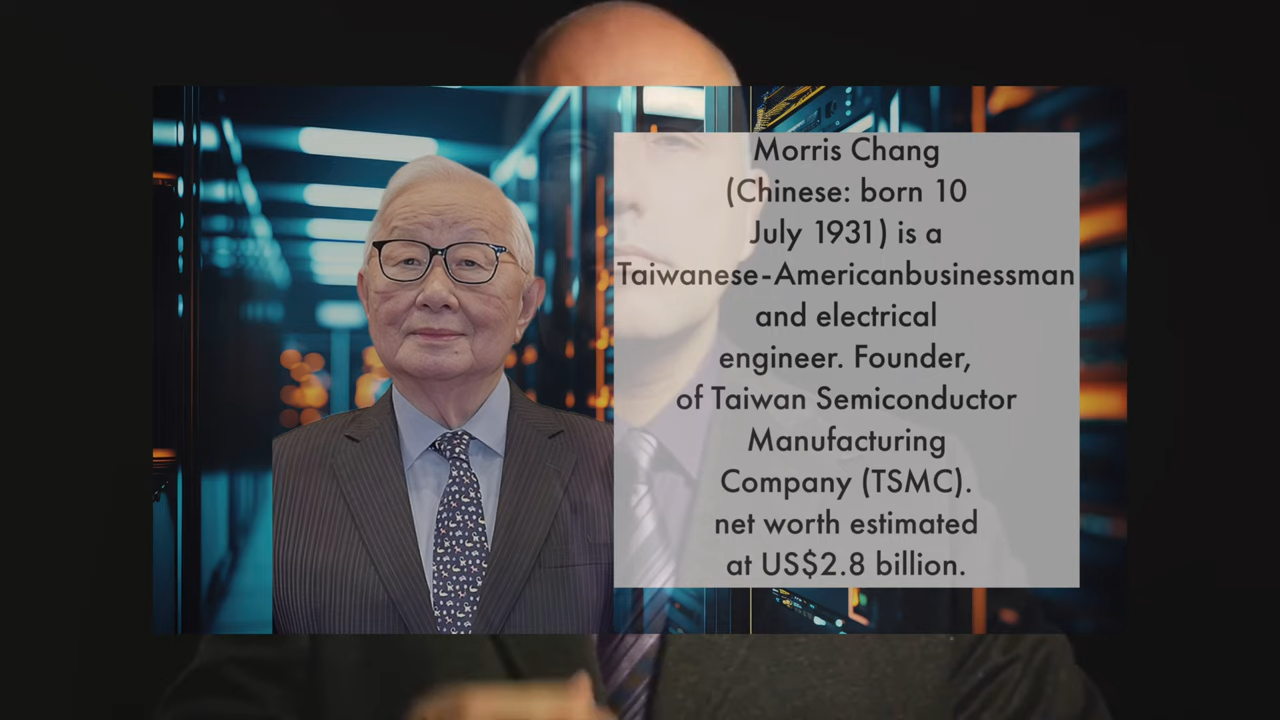 Morris Chang
(Chinese: born 10
July 1931) is a
Taiwanese-Americanbusinessman
and electrical
engineer. Founder,
of Taiwan Semiconductor
Manufacturing
Company (TSMC).
net worth estimated
at US$2.8 billion.